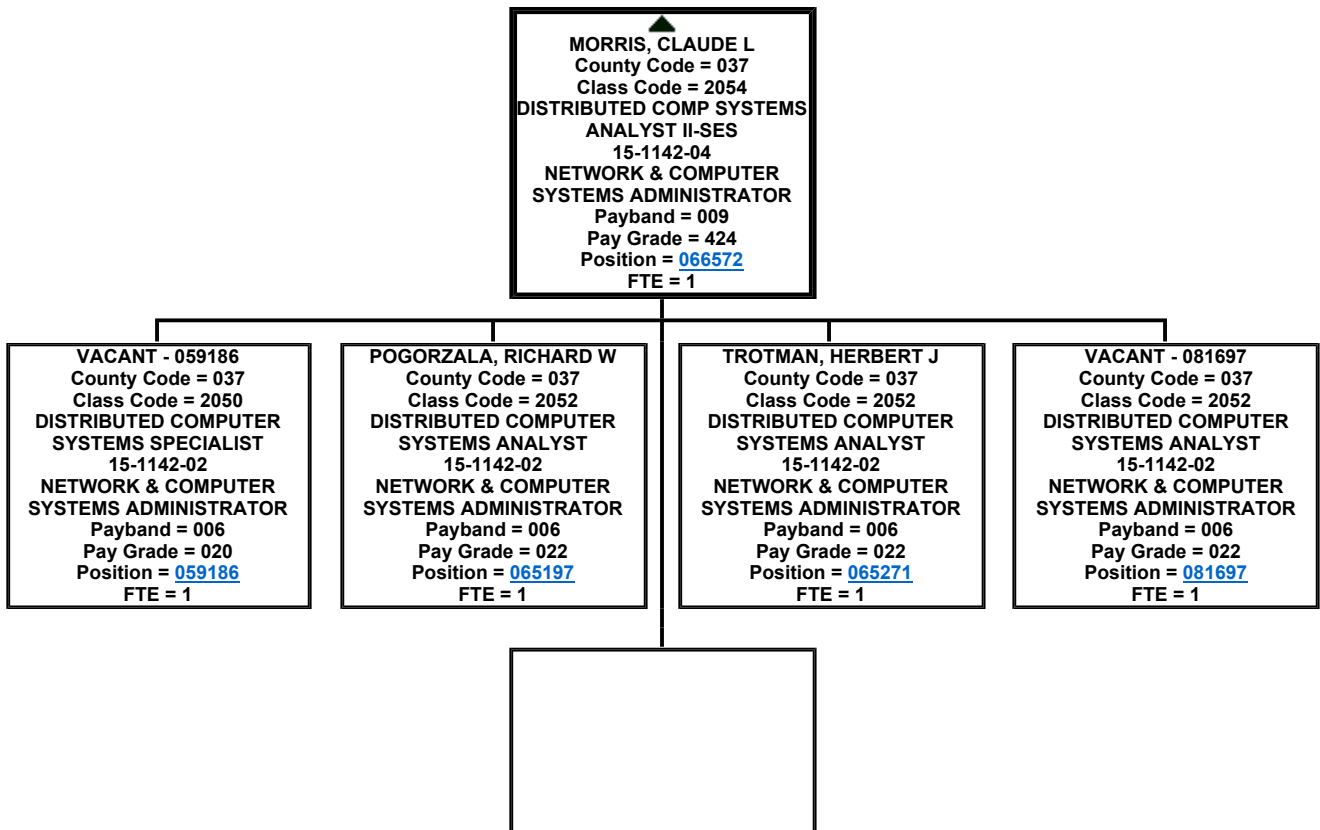 MORRIS, CLAUDE L
County Code = 037
Class Code = 2054
DISTRIBUTED COMP SYSTEMS
ANALYST II-SES
15-1142-04
NETWORK & COMPUTER
SYSTEMS ADMINISTRATOR
Payband = 009
Pay Grade = 424
Position = 066572
FTE = 1
VACANT - 059186
County Code = 037
Class Code = 2050
DISTRIBUTED COMPUTER
SYSTEMS SPECIALIST
15-1142-02
NETWORK & COMPUTER
SYSTEMS ADMINISTRATOR
Payband = 006
Pay Grade = 020
Position = 059186
FTE = 1
POGORZALA, RICHARD W
County Code = 037
Class Code = 2052
DISTRIBUTED COMPUTER
SYSTEMS ANALYST
15-1142-02
NETWORK & COMPUTER
SYSTEMS ADMINISTRATOR
Payband = 006
Pay Grade = 022
Position = 065197
FTE = 1
TROTMAN, HERBERT J
County Code = 037
Class Code = 2052
DISTRIBUTED COMPUTER
SYSTEMS ANALYST
15-1142-02
NETWORK & COMPUTER
SYSTEMS ADMINISTRATOR
Payband = 006
Pay Grade = 022
Position = 065271
FTE = 1
VACANT - 081697
County Code = 037
Class Code = 2052
DISTRIBUTED COMPUTER
SYSTEMS ANALYST
15-1142-02
NETWORK & COMPUTER
SYSTEMS ADMINISTRATOR
Payband = 006
Pay Grade = 022
Position = 081697
FTE = 1